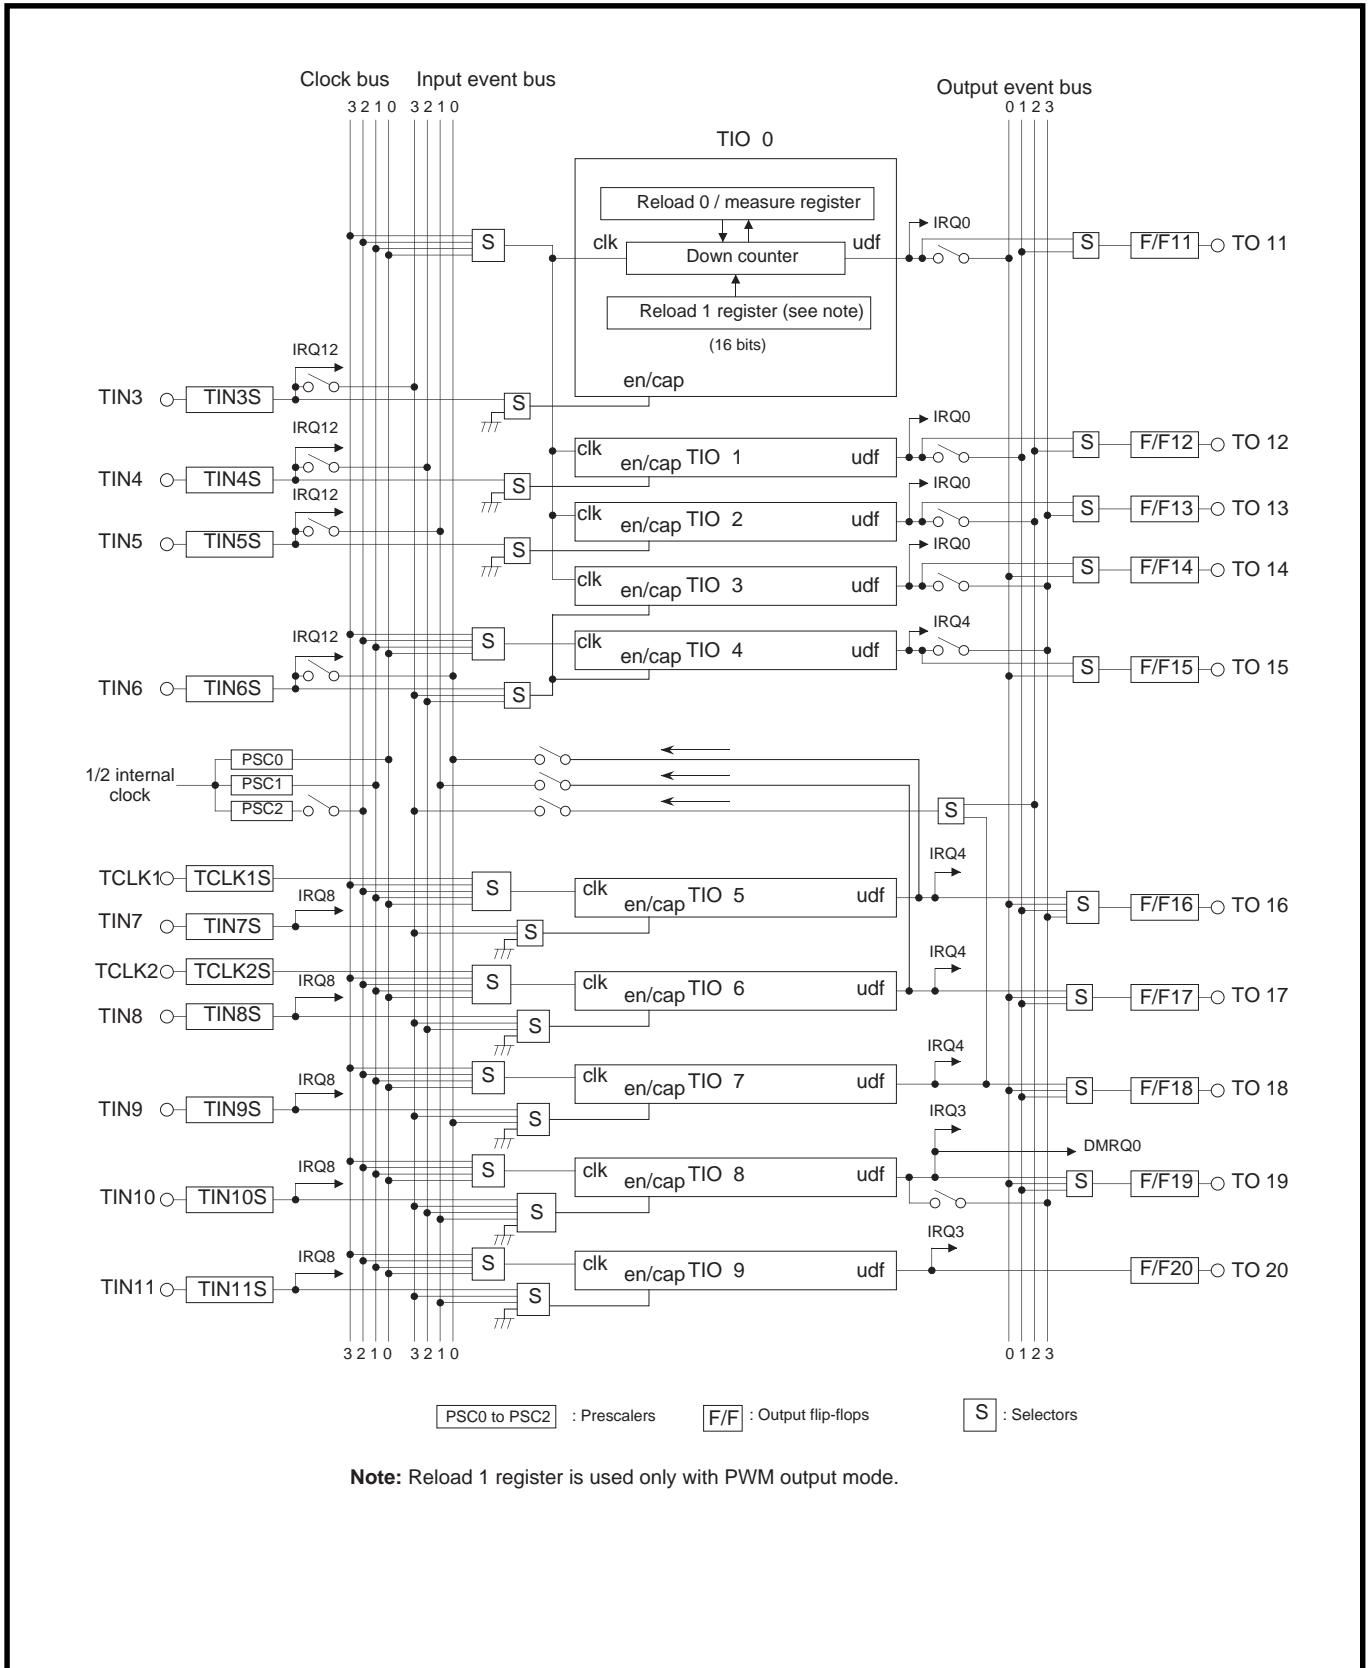 Clock bus Input event bus Output event bus
3 2 1 0 3 2 1 0 0 1 2 3
TIO 0
Reload 0 / measure register
IRQ0
clk Down counter udf S F/F11 TO 11
S
Reload 1 register (see note)
(16 bits)
IRQ12
en/cap
TIN3 TIN3S S
IRQ0
IRQ12
clk en/cap TIO 1 udf S F/F12 TO 12
TIN4 TIN4S S
IRQ0
IRQ12
clk en/cap TIO 2 udf S F/F13 TO 13
TIN5 TIN5S S
IRQ0
clk en/cap TIO 3 udf S F/F14 TO 14
IRQ4
IRQ12
S clk en/cap TIO 4 udf S F/F15 TO 15
TIN6 TIN6S S
PSC0
1/2 internal
clock
PSC1
PSC2 S
IRQ4
TCLK1 TCLK1S S clk en/cap TIO 5 udf S F/F16 TO 16
IRQ8
TIN7 TIN7S S
IRQ4
TCLK2 TCLK2S S clk en/cap TIO 6 udf S F/F17 TO 17
IRQ8
TIN8 TIN8S S
IRQ4
IRQ8
S clk en/cap TIO 7 udf S F/F18 TO 18
TIN9 TIN9S S
IRQ3
DMRQ0
IRQ8
S clk en/cap TIO 8 udf S F/F19 TO 19
TIN10 TIN10S S
IRQ3
IRQ8
S clk en/cap TIO 9 udf F/F20 TO 20
TIN11 TIN11S S
3 2 1 0 3 2 1 0 0 1 2 3
PSC0 to PSC2 : Prescalers F/F : Output flip-flops S : Selectors
Note: Reload 1 register is used only with PWM output mode.